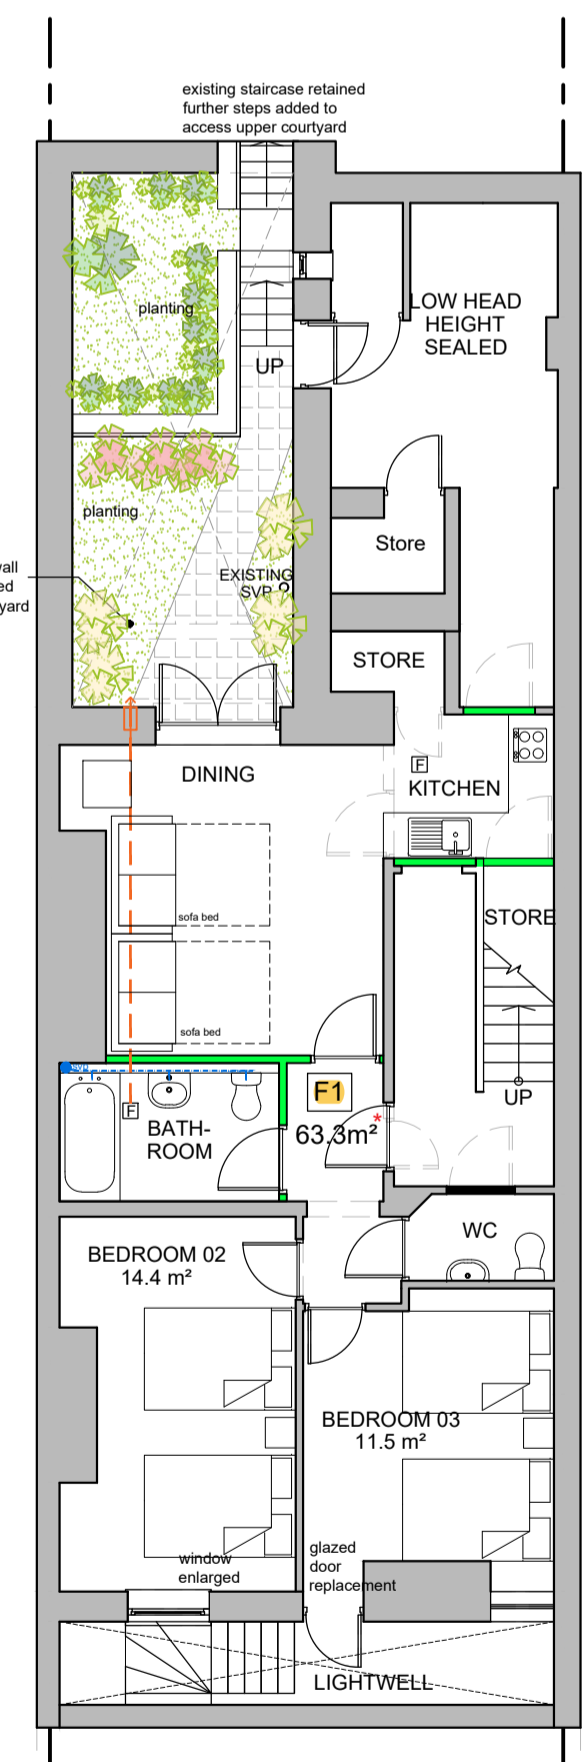 existing staircase retained
further steps added to
access upper courtyard
planting
LOW HEAD
HEIGHT
SEALED
UP
planting
Store
EXISTING
SVP
STORE
DINING
F
KITCHEN
sofa bed
STORE
sofa bed
svp
F1
63.3m²*
F
BATH-
ROOM
UP
WC
BEDROOM 02
14.4 m²
BEDROOM 03
11.5 m²
window
enlarged
glazed
door
replacement
LIGHTWELL